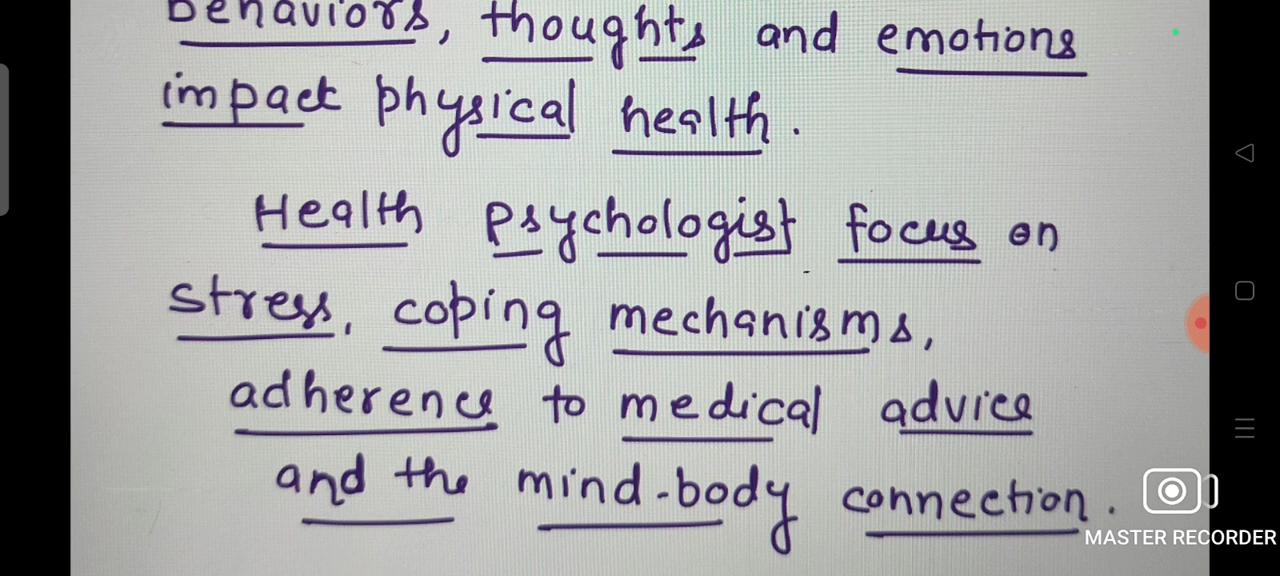 behaviors, thoughts and emotions
impact physical health.
Health psychologist focus on
stress, coping mechanisms,
adherence to medical advice
and the mind-body connection.
MASTER RECORDER